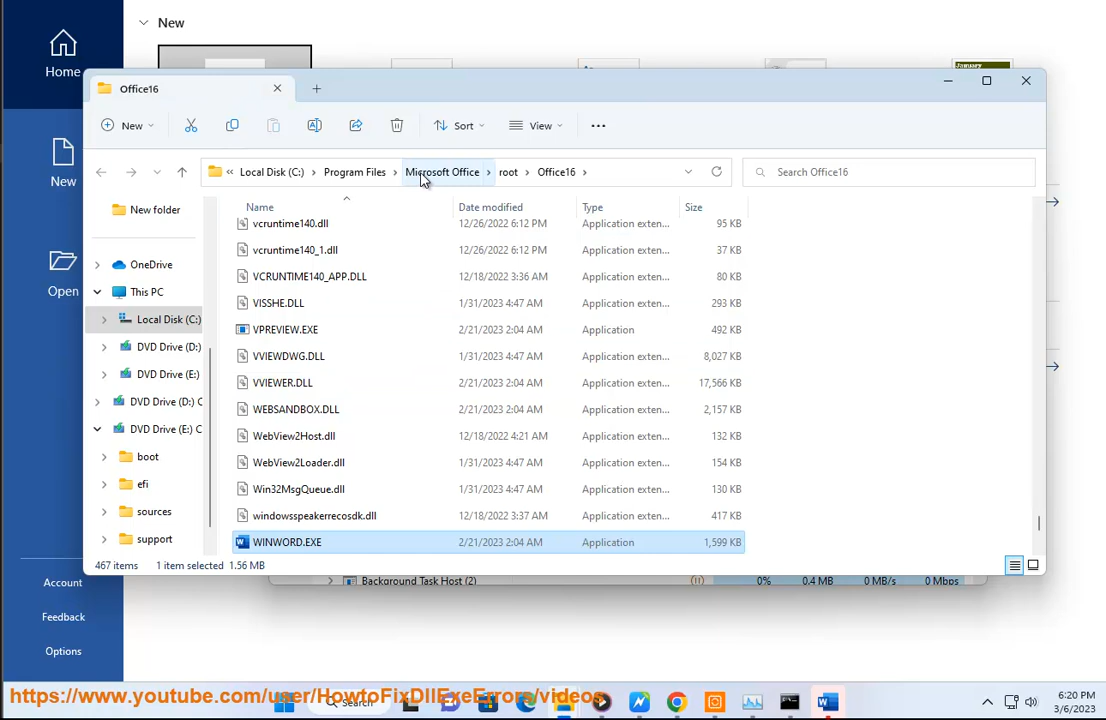 New
Home
New
Open
Account
Feedback
Options
January
Office16
New
Sort
View
« Local Disk (C:) › Program Files › Microsoft Office › root › Office16 ›
Search Office16
New folder
OneDrive
This PC
Local Disk (C:)
DVD Drive (D:)
DVD Drive (E:)
DVD Drive (D:) C
DVD Drive (E:) C
boot
efi
sources
support
Name Date modified Type Size
vcruntime140.dll 12/26/2022 6:12 PM Application exten... 95 KB
vcruntime140_1.dll 12/26/2022 6:12 PM Application exten... 37 KB
VCRUNTIME140_APP.DLL 12/18/2022 3:36 AM Application exten... 80 KB
VISSHE.DLL 1/31/2023 4:47 AM Application exten... 293 KB
VPREVIEW.EXE 2/21/2023 2:04 AM Application 492 KB
VVIEWDWG.DLL 1/31/2023 4:47 AM Application exten... 8,027 KB
VVIEWER.DLL 2/21/2023 2:04 AM Application exten... 17,566 KB
WEBSANDBOX.DLL 2/21/2023 2:04 AM Application exten... 2,157 KB
WebView2Host.dll 12/18/2022 4:21 AM Application exten... 132 KB
WebView2Loader.dll 1/31/2023 4:47 AM Application exten... 154 KB
Win32MsgQueue.dll 1/31/2023 4:47 AM Application exten... 130 KB
windowsspeakerrecosdk.dll 12/18/2022 3:37 AM Application exten... 417 KB
WINWORD.EXE 2/21/2023 2:04 AM Application 1,599 KB
467 items 1 item selected 1.56 MB
Background Task Host (2) 0% 0.4 MB 0 MB/s 0 Mbps
https://www.youtube.com/user/HowtoFixDllExeErrors/videos
Search
6:20 PM
3/6/2023